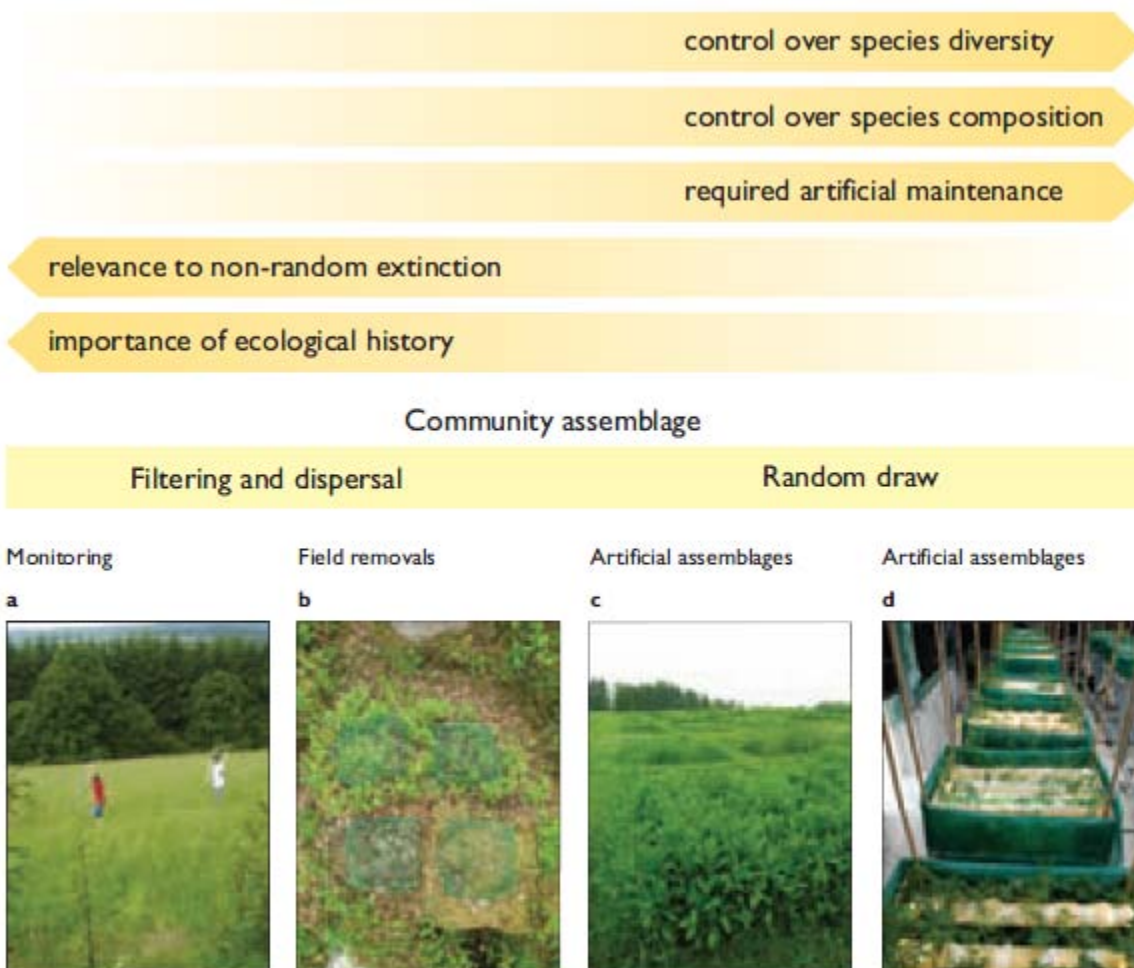 control over species diversity
control over species composition
required artificial maintenance
relevance to non-random extinction
importance of ecological history
Community assemblage
Filtering and dispersal Random draw
Monitoring Field removals Artificial assemblages Artificial assemblages
a b c d